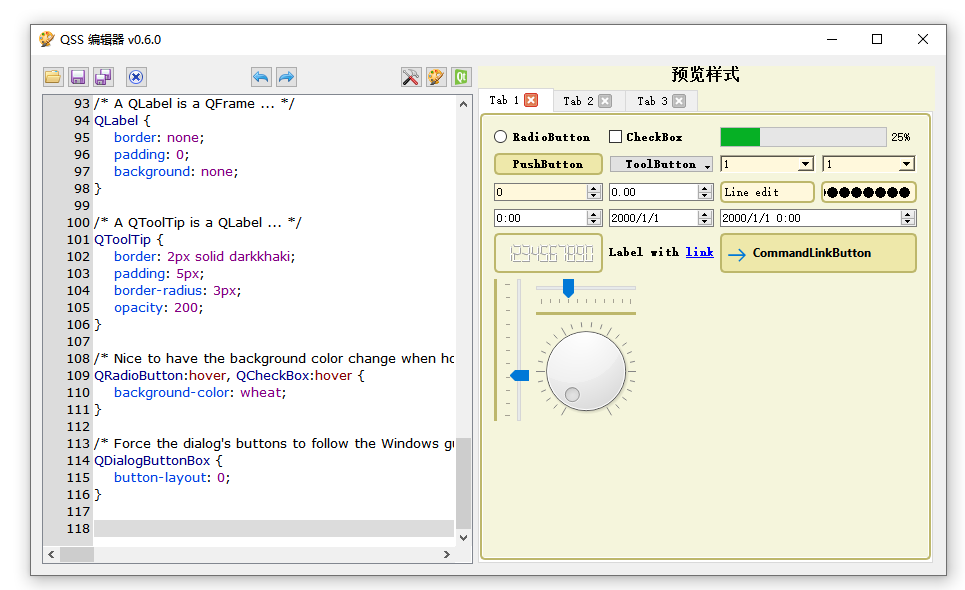 QSS 编辑器 v0.6.0
93 /* A QLabel is a QFrame ... */
94 QLabel {
95 border: none;
96 padding: 0;
97 background: none;
98 }
99
100 /* A QToolTip is a QLabel ... */
101 QToolTip {
102 border: 2px solid darkkhaki;
103 padding: 5px;
104 border-radius: 3px;
105 opacity: 200;
106 }
107
108 /* Nice to have the background color change when ho
109 QRadioButton:hover, QCheckBox:hover {
110 background-color: wheat;
111 }
112
113 /* Force the dialog's buttons to follow the Windows gu
114 QDialogButtonBox {
115 button-layout: 0;
116 }
117
118
预览样式
Tab 1 Tab 2 Tab 3
RadioButton CheckBox 25%
PushButton ToolButton 1 1
0 0.00 Line edit
0:00 2000/1/1 2000/1/1 0:00
1234567890 Label with link CommandLinkButton